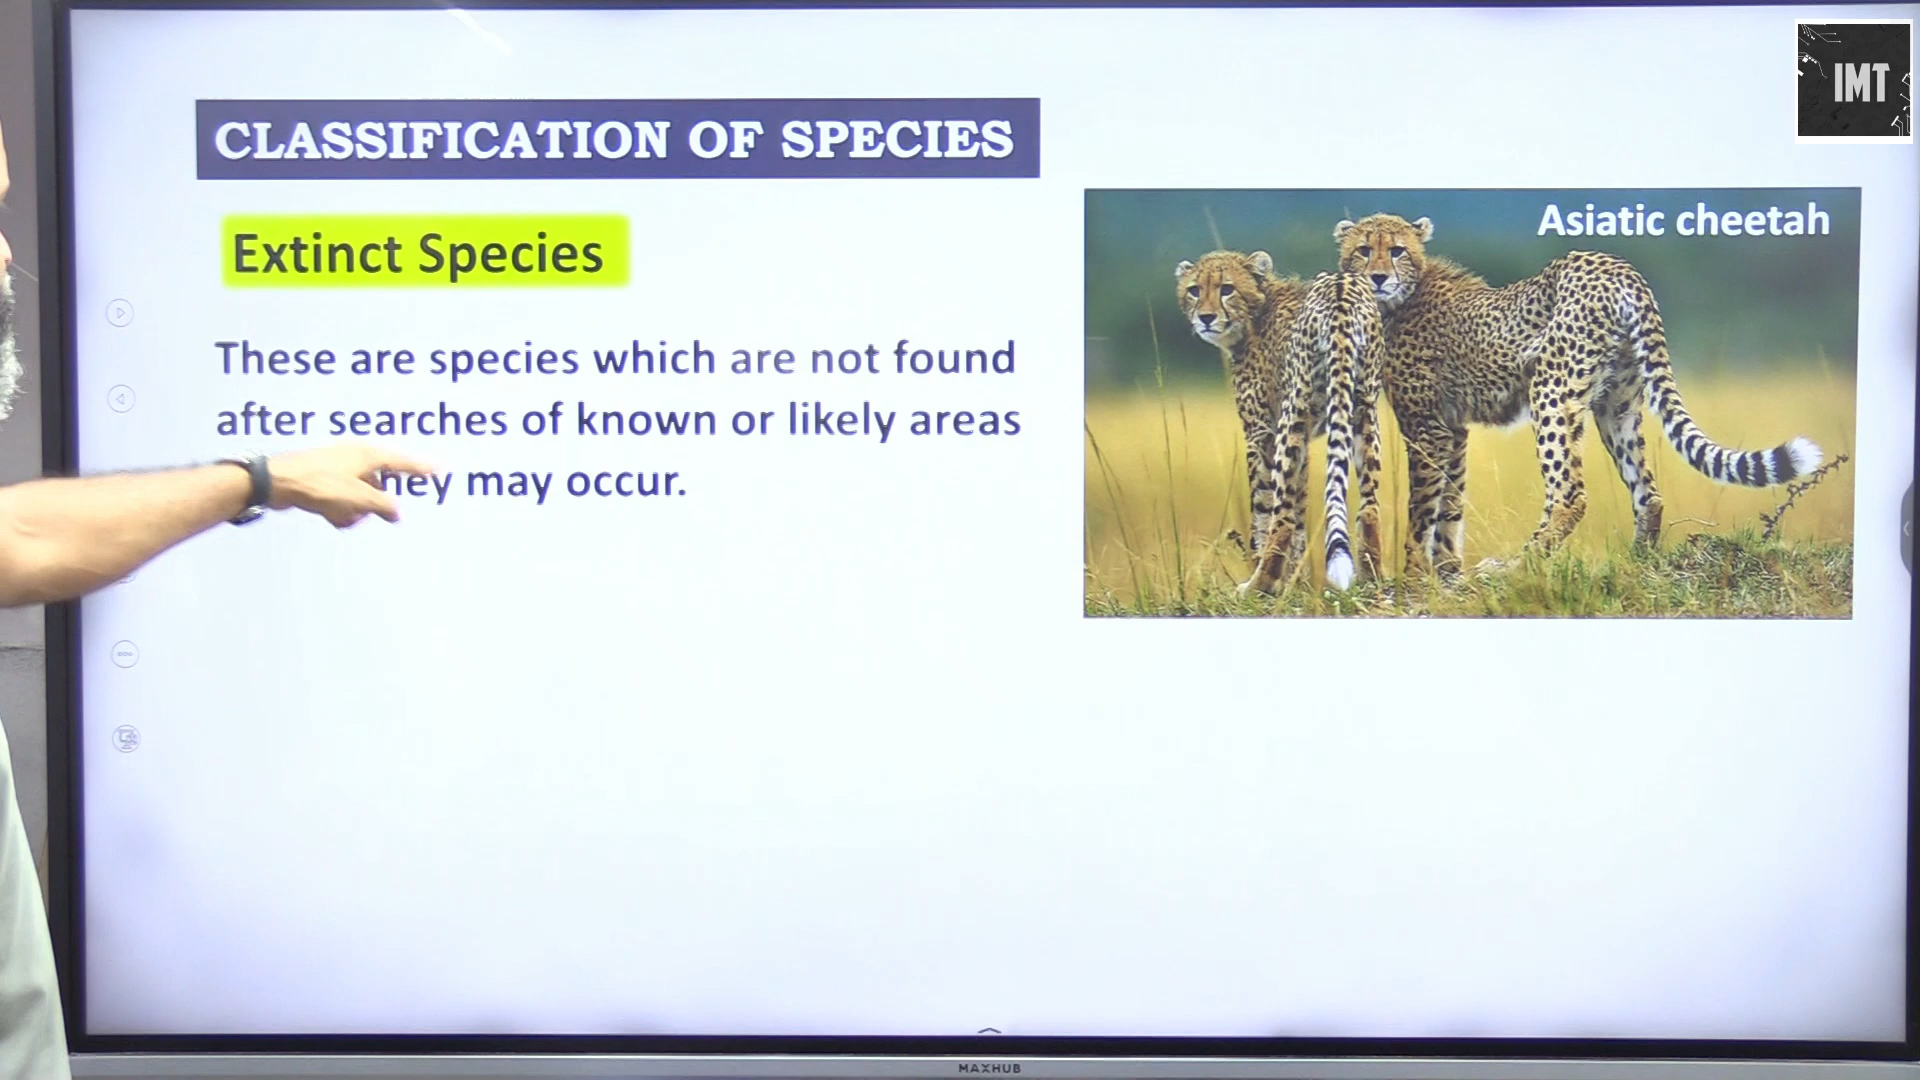 CLASSIFICATION OF SPECIES
Extinct Species
These are species which are not found
after searches of known or likely areas
may occur.
Asiatic cheetah
IMT
MAXHUB